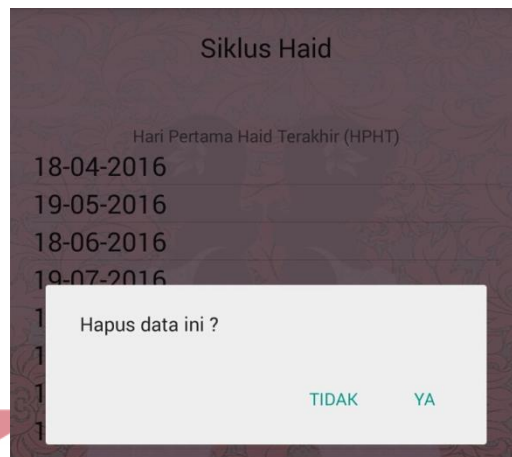 Siklus Haid
Hari Pertama Haid Terakhir (HPHT)
18-04-2016
19-05-2016
18-06-2016
19-07-2016
Hapus data ini ?
TIDAK YA